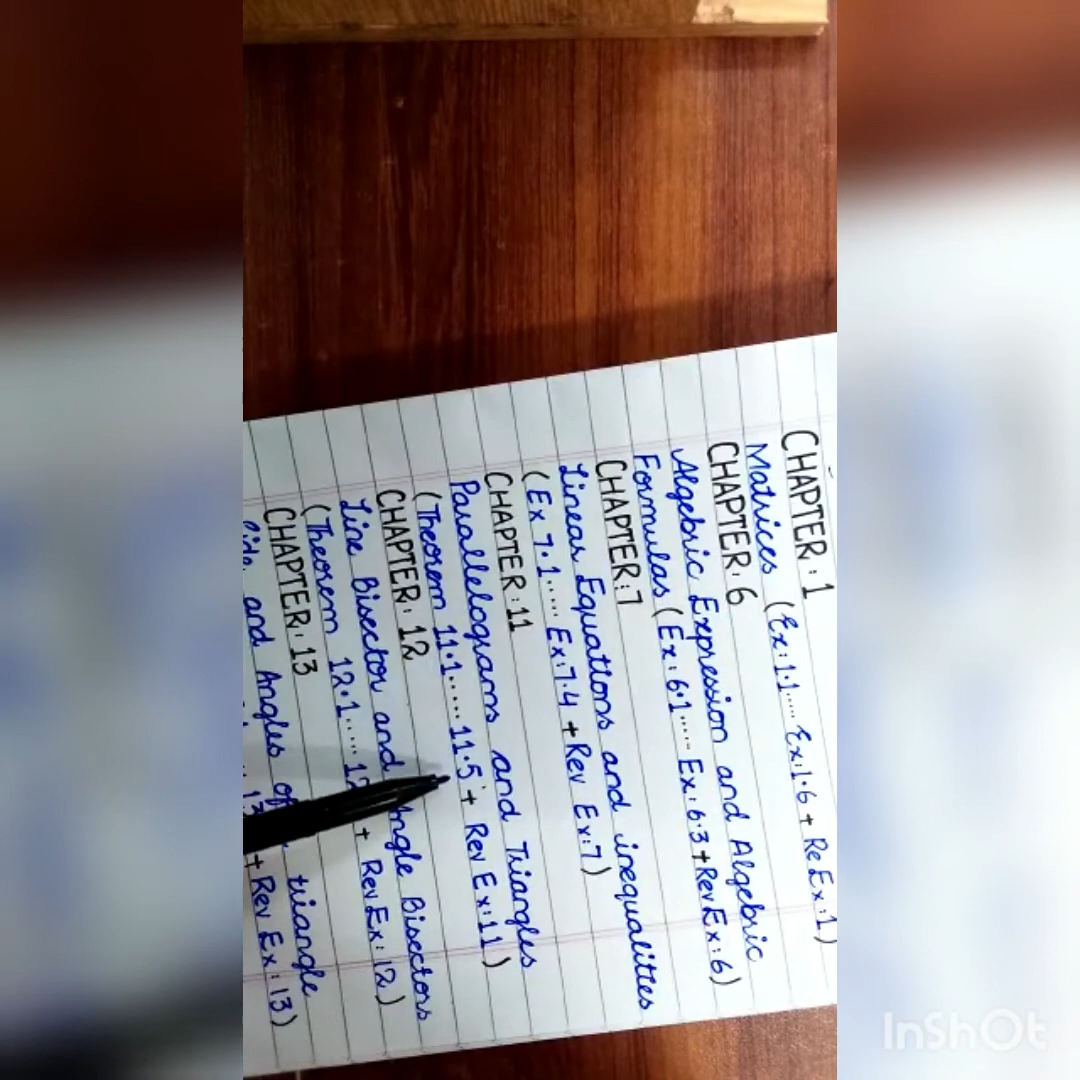 CHAPTER : 1
Matrices (Ex:1.1.... Ex:1.6 + Re Ex:1)
CHAPTER: 6
Algebric Expression and Algebric
Formulas (Ex:6.1..... Ex:6.3+Rev Ex:6)
CHAPTER:7
Linear Equations and inequalittes
(Ex 7.1..... Ex:7.4 + Rev Ex:7)
CHAPTER:11
Parallelograms and Triangles
(Theorem 11.1..... 11.5 + Rev Ex:11)
CHAPTER: 12
Line Bisector and Angle Bisectors
(Theorem 12.1..... 12 + Rev Ex:12)
CHAPTER:13
Side and Angles of triangle
13 + Rev Ex:13)
InShOt